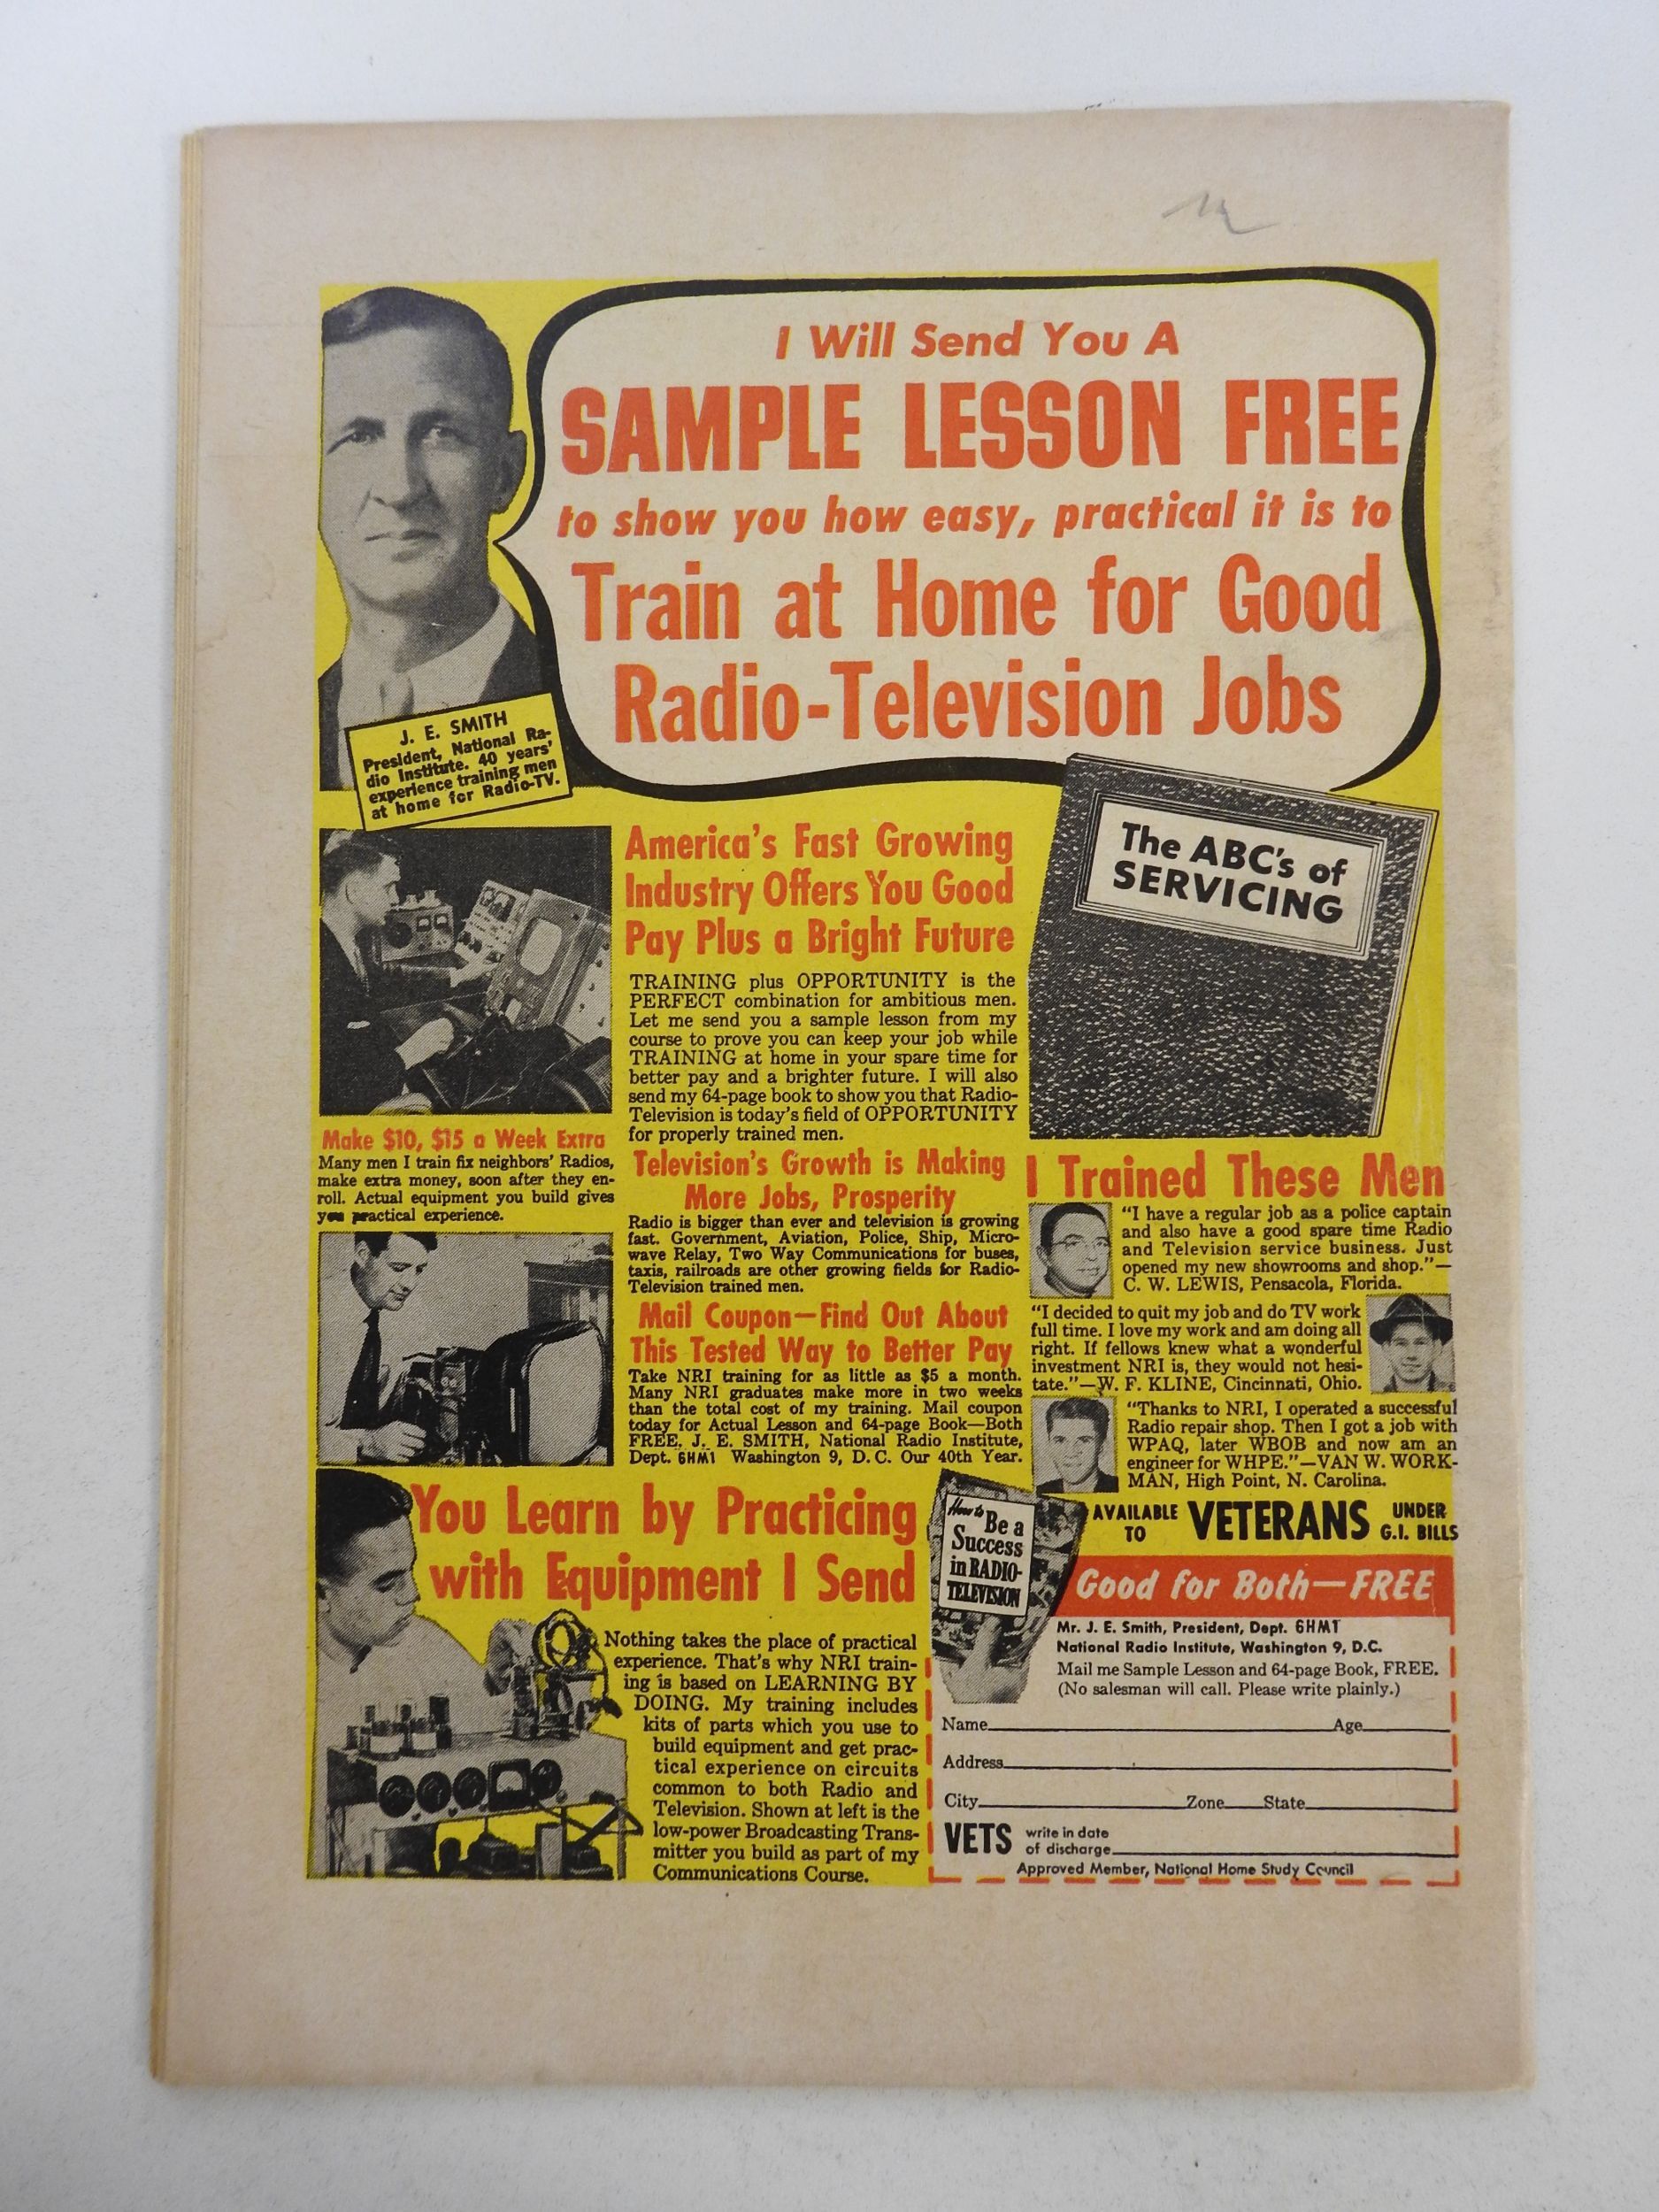 I Will Send You A
SAMPLE LESSON FREE
to show you how easy, practical it is to
Train at Home for Good
Radio-Television Jobs
J. E. SMITH
President, National Ra-
dio Institute. 40 years'
experience training men
at home for Radio-TV.
The ABC's of
SERVICING
America's Fast Growing
Industry Offers You Good
Pay Plus a Bright Future
TRAINING plus OPPORTUNITY is the
PERFECT combination for ambitious men.
Let me send you a sample lesson from my
course to prove you can keep your job while
TRAINING at home in your spare time for
better pay and a brighter future. I will also
send my 64-page book to show you that Radio-
Television is today's field of OPPORTUNITY
for properly trained men.
Make $10, $15 a Week Extra
Many men I train fix neighbors' Radios,
make extra money, soon after they en-
roll. Actual equipment you build gives
you practical experience.
Television's Growth is Making
More Jobs, Prosperity
Radio is bigger than ever and television is growing
fast. Government, Aviation, Police, Ship, Micro-
wave Relay, Two Way Communications for buses,
taxis, railroads are other growing fields for Radio-
Television trained men.
Mail Coupon—Find Out About
This Tested Way to Better Pay
Take NRI training for as little as $5 a month.
Many NRI graduates make more in two weeks
than the total cost of my training. Mail coupon
today for Actual Lesson and 64-page Book—Both
FREE. J. E. SMITH, National Radio Institute,
Dept. 6HM1 Washington 9, D. C. Our 40th Year.
I Trained These Men
"I have a regular job as a police captain
and also have a good spare time Radio
and Television service business. Just
opened my new showrooms and shop."—
C. W. LEWIS, Pensacola, Florida.
"I decided to quit my job and do TV work
full time. I love my work and am doing all
right. If fellows knew what a wonderful
investment NRI is, they would not hesi-
tate."—W. F. KLINE, Cincinnati, Ohio.
"Thanks to NRI, I operated a successful
Radio repair shop. Then I got a job with
WPAQ, later WBOB and now am an
engineer for WHPE."—VAN W. WORK-
MAN, High Point, N. Carolina.
You Learn by Practicing
with Equipment I Send
Nothing takes the place of practical
experience. That's why NRI train-
ing is based on LEARNING BY
DOING. My training includes
kits of parts which you use to
build equipment and get prac-
tical experience on circuits
common to both Radio and
Television. Shown at left is the
low-power Broadcasting Trans-
mitter you build as part of my
Communications Course.
How to
Be a
Success
in RADIO-
TELEVISION
AVAILABLE
TO
VETERANS
UNDER
G.I. BILLS
Good for Both—FREE
Mr. J. E. Smith, President, Dept. 6HM1
National Radio Institute, Washington 9, D.C.
Mail me Sample Lesson and 64-page Book, FREE.
(No salesman will call. Please write plainly.)
Name Age
Address
City Zone State
VETS write in date
of discharge
Approved Member, National Home Study Council